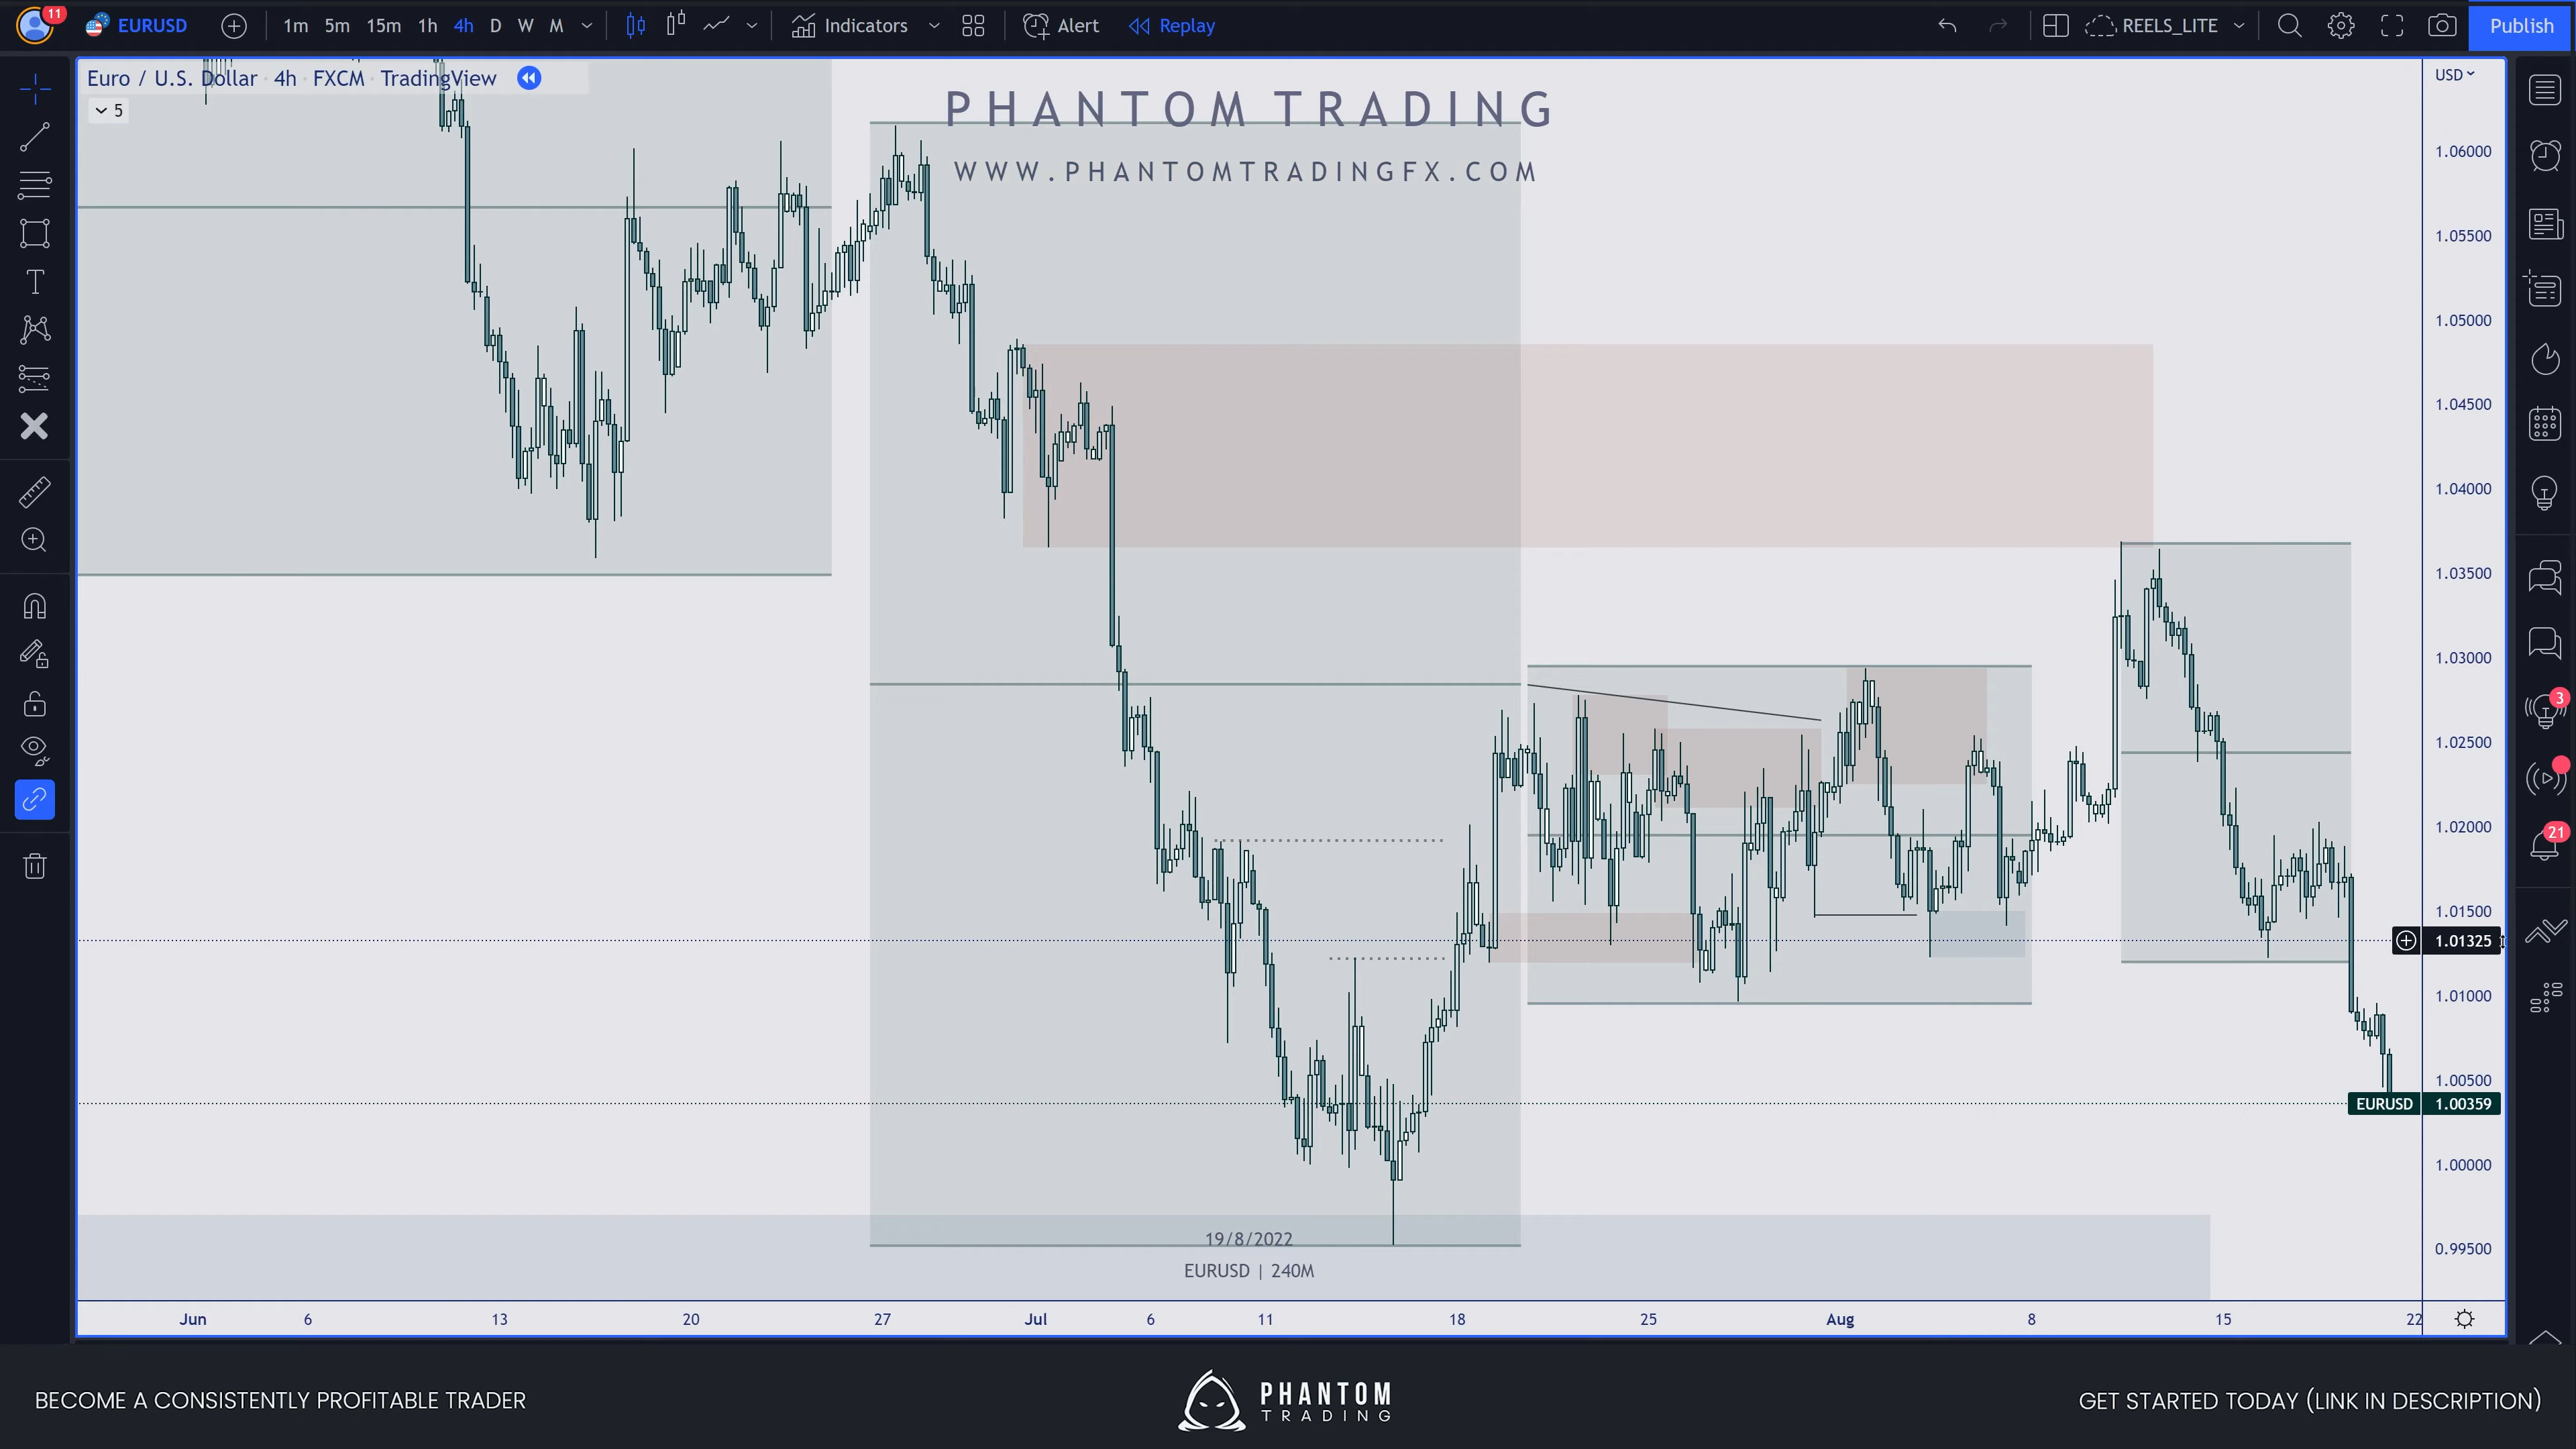 11
EURUSD
1m 5m 15m 1h 4h D W M
Indicators
Alert
Replay
REELS_LITE
Publish
Euro / U.S. Dollar · 4h · FXCM · TradingView
5
PHANTOM TRADING
WWW.PHANTOMTRADINGFX.COM
USD
1.06000
1.05500
1.05000
1.04500
1.04000
1.03500
1.03000
1.02500
1.02000
1.01500
1.01325
1.01000
1.00500
EURUSD 1.00359
1.00000
0.99500
3
21
19/8/2022
EURUSD | 240M
Jun 6 13 20 27 Jul 6 11 18 25 Aug 8 15 22
BECOME A CONSISTENTLY PROFITABLE TRADER
PHANTOM
TRADING
GET STARTED TODAY (LINK IN DESCRIPTION)